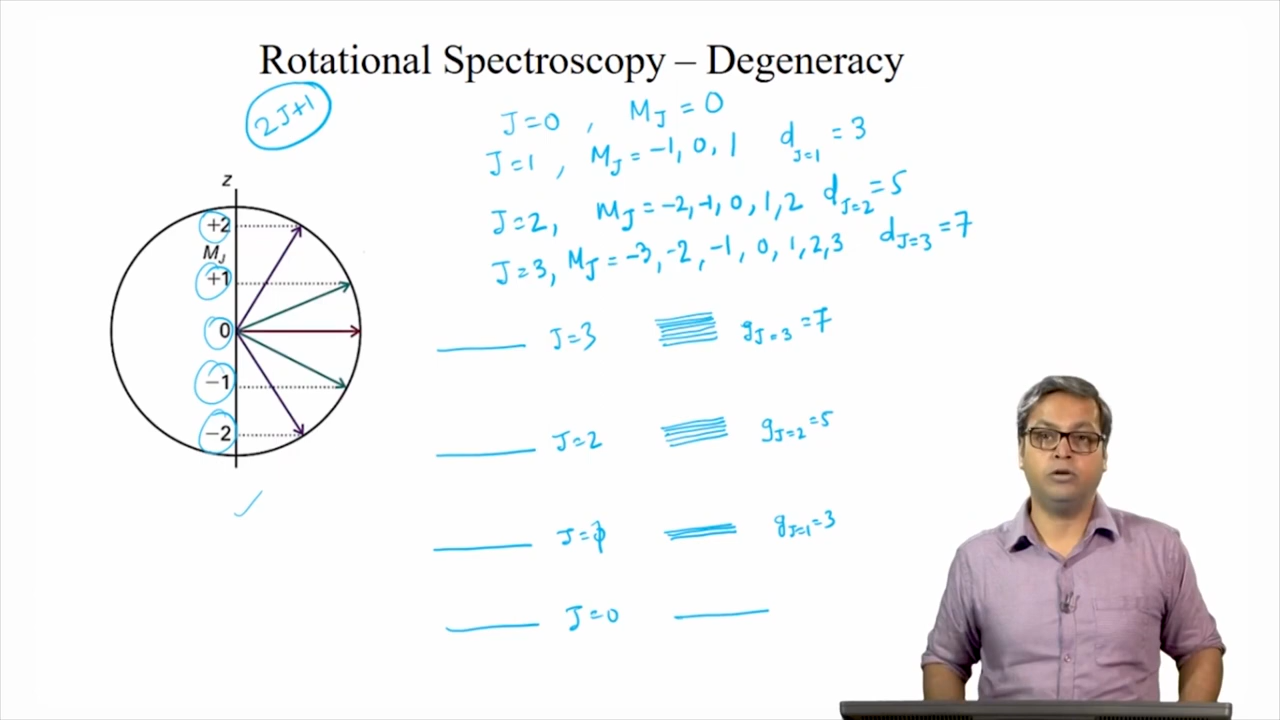 Rotational Spectroscopy – Degeneracy
2J+1
J=0 , MJ = 0
J=1 , MJ = -1, 0, 1 dJ=1 = 3
J=2, MJ = -2, -1, 0, 1, 2 dJ=2 = 5
J=3, MJ = -3, -2, -1, 0, 1, 2, 3 dJ=3 = 7
z
+2
MJ
+1
0
−1
−2
J=3 gJ=3 = 7
J=2 gJ=2 = 5
J=1 gJ=1 = 3
J=0